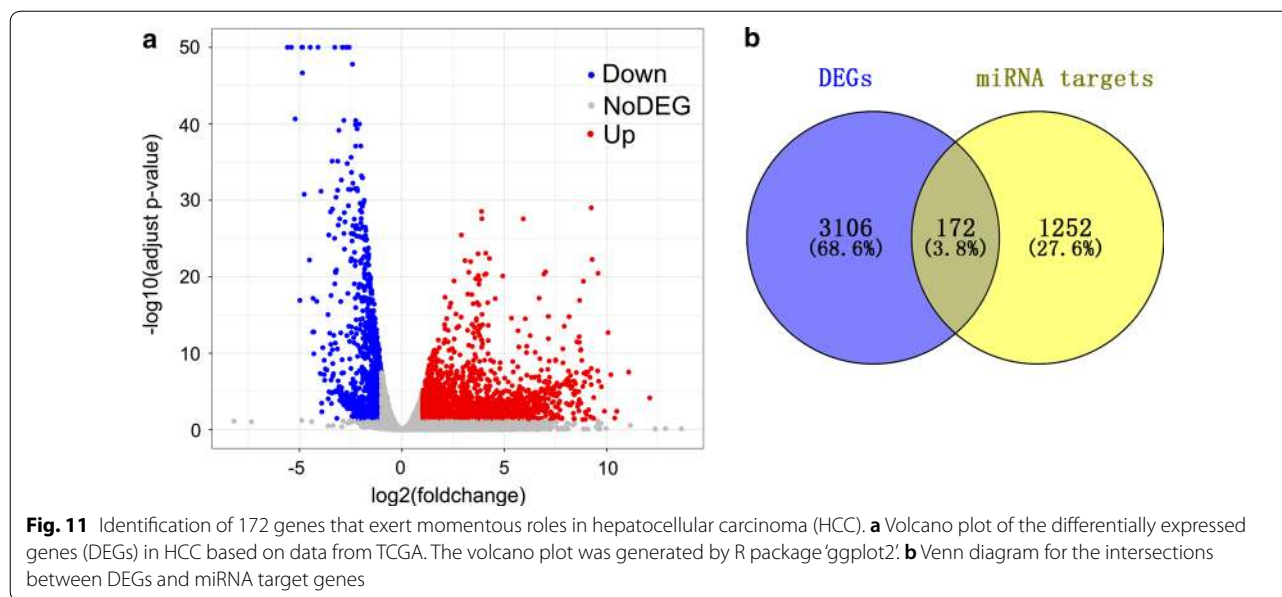 a
50
40
30
20
10
0
-log10(adjust p-value)
Down
NoDEG
Up
-5
0
5
10
log2(foldchange)
b
DEGs
miRNA targets
3106
(68.6%)
172
(3.8%)
1252
(27.6%)
Fig. 11 Identification of 172 genes that exert momentous roles in hepatocellular carcinoma (HCC). a Volcano plot of the differentially expressed
genes (DEGs) in HCC based on data from TCGA. The volcano plot was generated by R package 'ggplot2'. b Venn diagram for the intersections
between DEGs and miRNA target genes